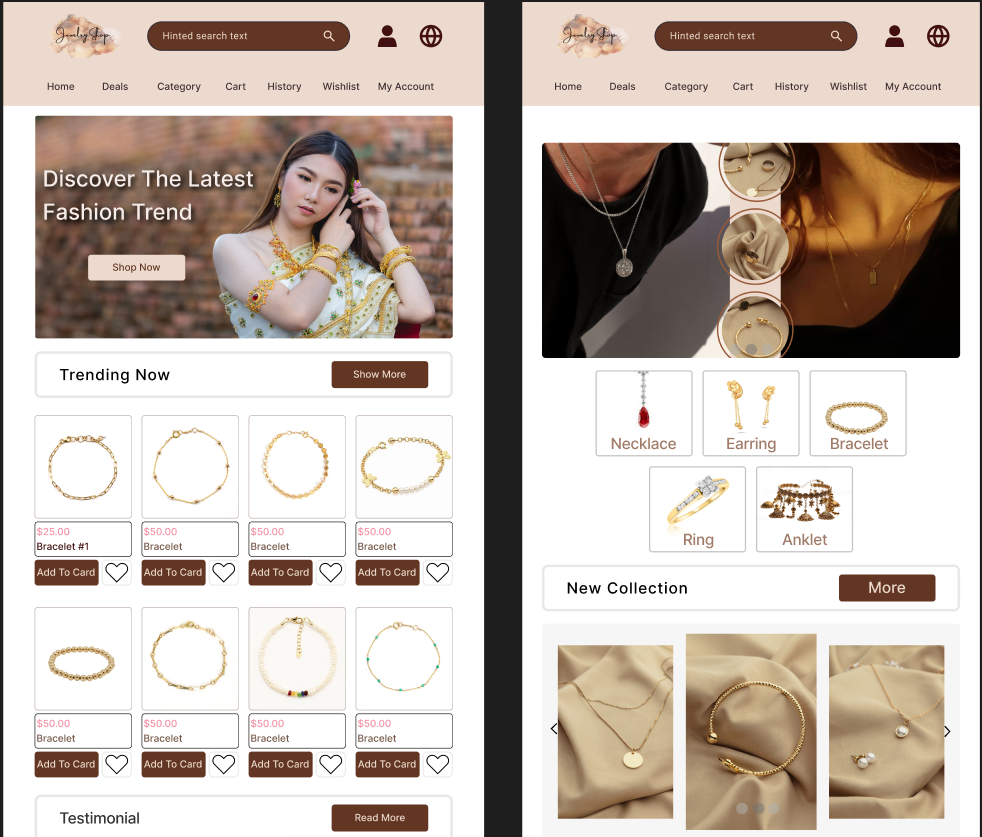 Jewelry Shop
Hinted search text
Home Deals Category Cart History Wishlist My Account
Discover The Latest
Fashion Trend
Shop Now
Trending Now
Show More
$25.00 $50.00 $50.00 $50.00
Bracelet #1 Bracelet Bracelet Bracelet
Add To Card Add To Card Add To Card Add To Card
$50.00 $50.00 $50.00 $50.00
Bracelet Bracelet Bracelet Bracelet
Add To Card Add To Card Add To Card Add To Card
Testimonial
Read More
Jewelry Shop
Hinted search text
Home Deals Category Cart History Wishlist My Account
Necklace Earring Bracelet
Ring Anklet
New Collection
More